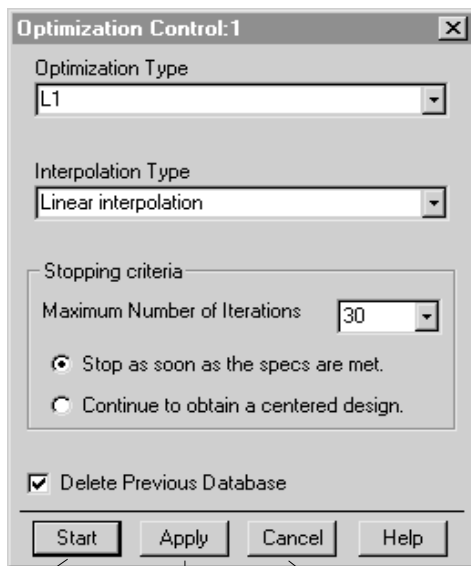 Optimization Control:1
Optimization Type
L1
Interpolation Type
Linear interpolation
Stopping criteria
Maximum Number of Iterations 30
Stop as soon as the specs are met.
Continue to obtain a centered design.
Delete Previous Database
Start Apply Cancel Help